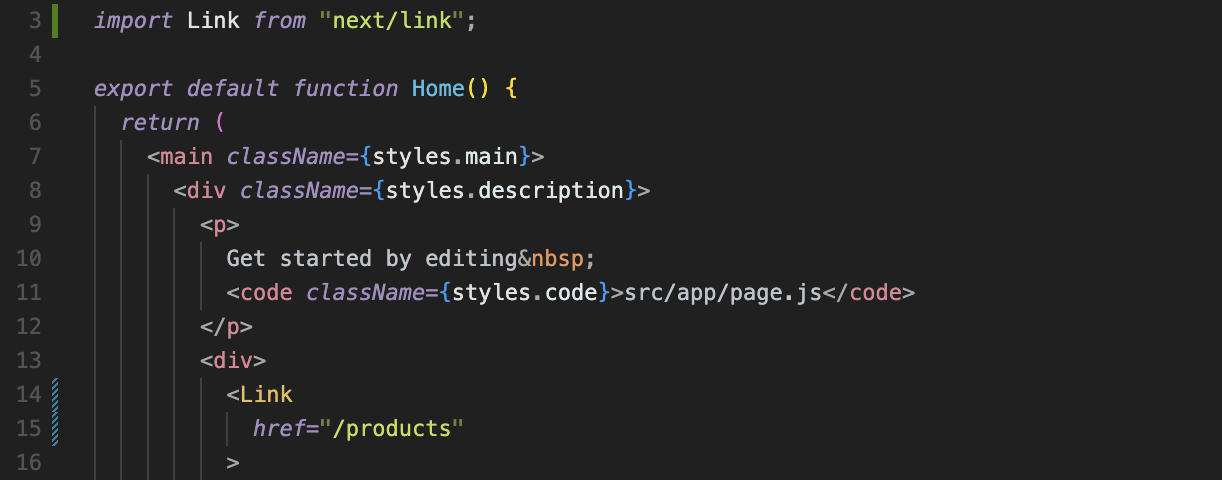 3 import Link from "next/link";
4
5 export default function Home() {
6 return (
7 <main className={styles.main}>
8 <div className={styles.description}>
9 <p>
10 Get started by editing&nbsp;
11 <code className={styles.code}>src/app/page.js</code>
12 </p>
13 <div>
14 <Link
15 href="/products"
16 >